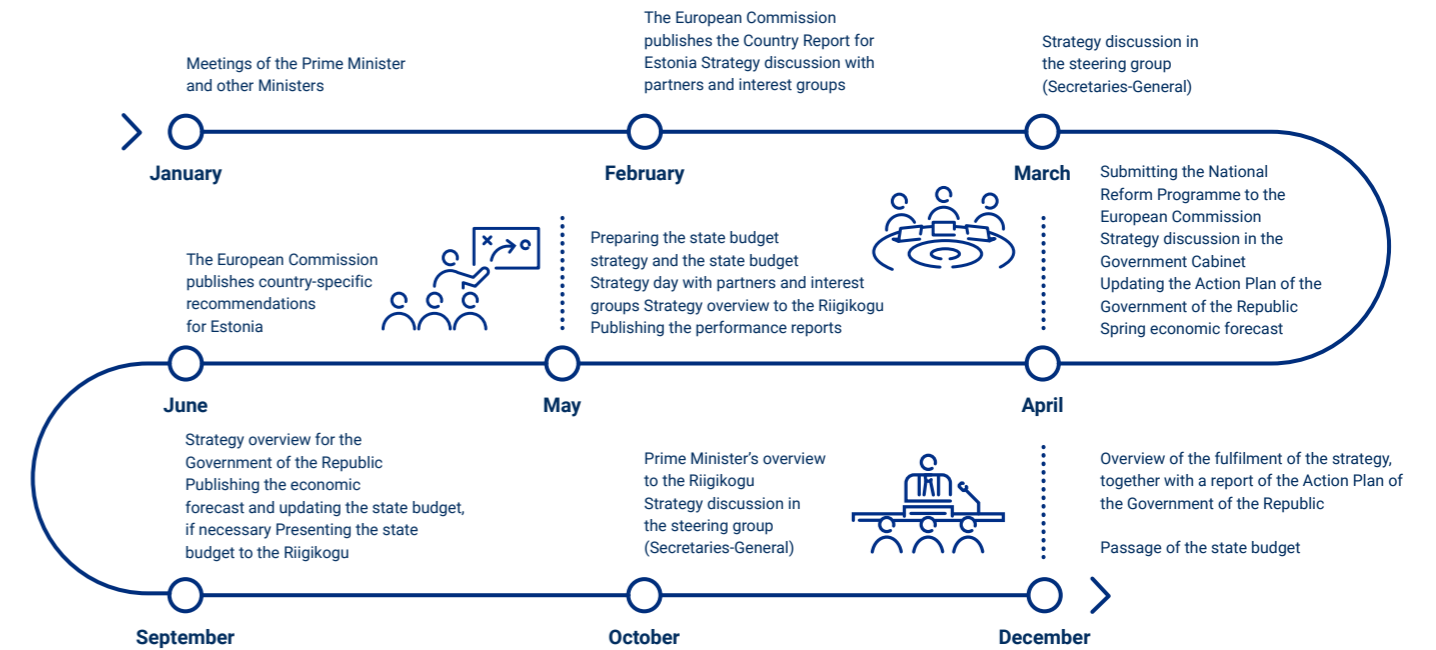 Meetings of the Prime Minister
and other Ministers
January
The European Commission
publishes the Country Report for
Estonia Strategy discussion with
partners and interest groups
February
Strategy discussion in
the steering group
(Secretaries-General)
March
Submitting the National
Reform Programme to the
European Commission
Strategy discussion in the
Government Cabinet
Updating the Action Plan of the
Government of the Republic
Spring economic forecast
April
Preparing the state budget
strategy and the state budget
Strategy day with partners and interest
groups Strategy overview to the Riigikogu
Publishing the performance reports
May
The European Commission
publishes country-specific
recommendations
for Estonia
June
Strategy overview for the
Government of the Republic
Publishing the economic
forecast and updating the state budget,
if necessary Presenting the state
budget to the Riigikogu
September
Prime Minister’s overview
to the Riigikogu
Strategy discussion in
the steering group
(Secretaries-General)
October
Overview of the fulfilment of the strategy,
together with a report of the Action Plan of
the Government of the Republic
Passage of the state budget
December